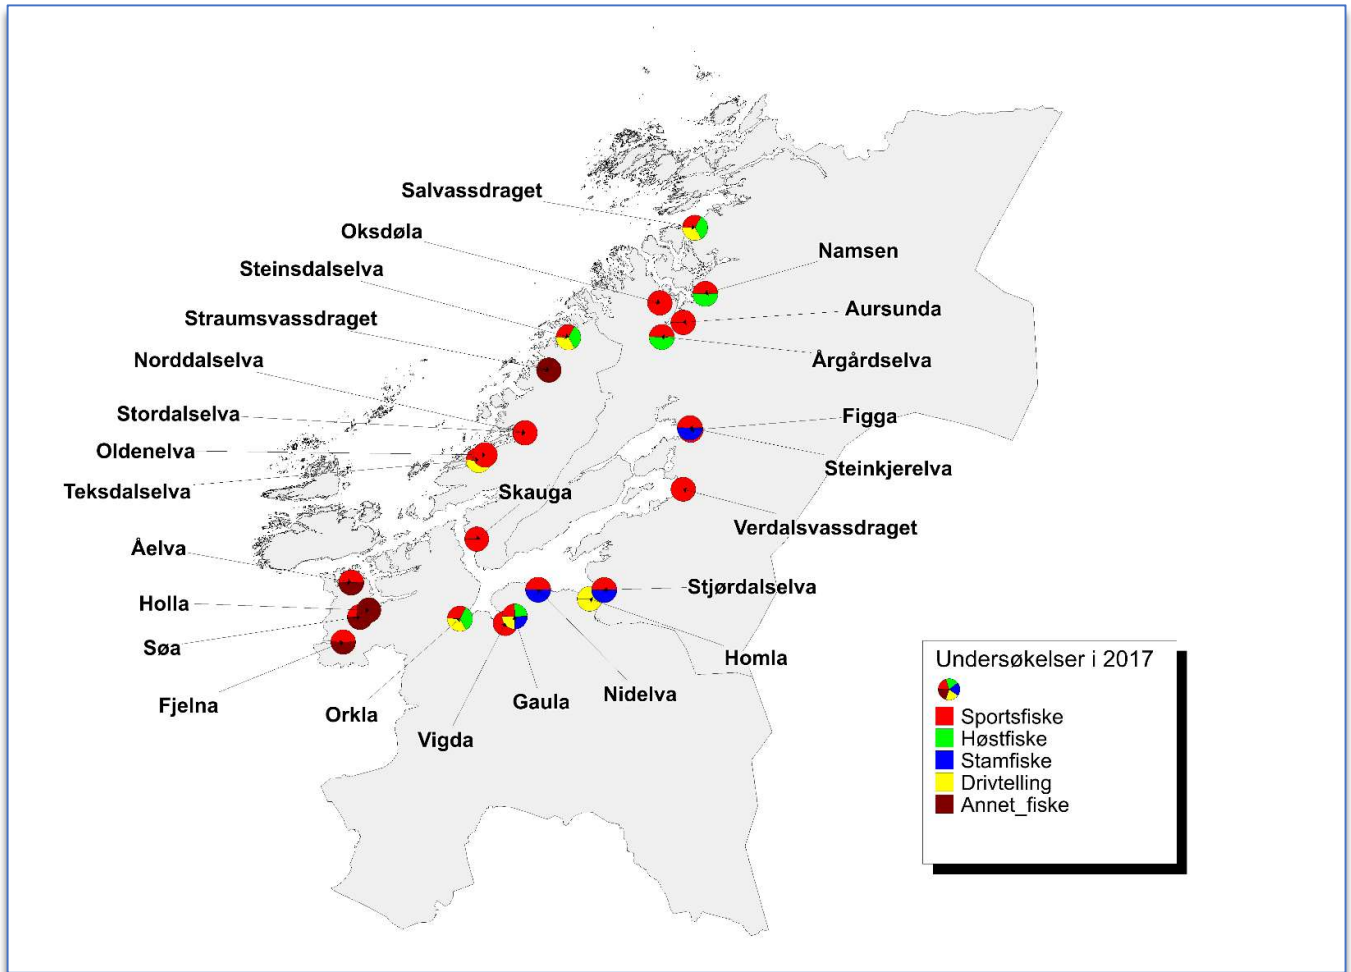 Salvassdraget
Oksdøla
Namsen
Steinsdalselva
Aursunda
Straumsvassdraget
Norddalselva
Årgårdselva
Stordalselva
Figga
Oldenelva
Steinkjerelva
Teksdalselva
Skauga
Verdalsvassdraget
Åelva
Stjørdalselva
Holla
Søa
Homla
Fjelna
Orkla
Gaula
Nidelva
Vigda
Undersøkelser i 2017
Sportsfiske
Høstfiske
Stamfiske
Drivtelling
Annet_fiske